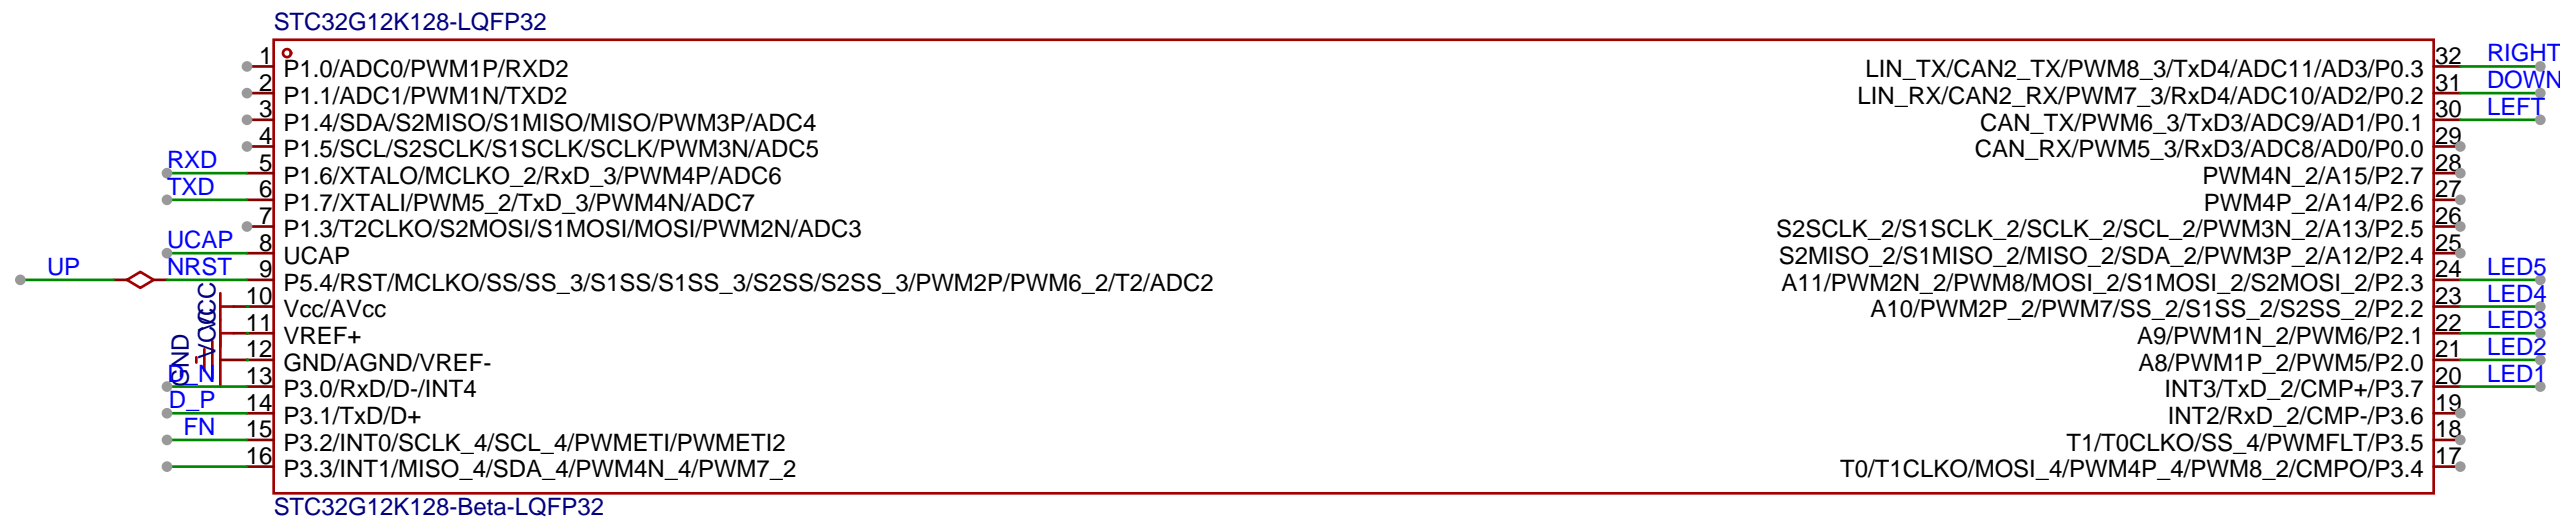 STC32G12K128-LQFP32
1 P1.0/ADC0/PWM1P/RXD2
2 P1.1/ADC1/PWM1N/TXD2
3 P1.4/SDA/S2MISO/S1MISO/MISO/PWM3P/ADC4
4 P1.5/SCL/S2SCLK/S1SCLK/SCLK/PWM3N/ADC5
RXD 5 P1.6/XTALO/MCLKO_2/RxD_3/PWM4P/ADC6
TXD 6 P1.7/XTALI/PWM5_2/TxD_3/PWM4N/ADC7
7 P1.3/T2CLKO/S2MOSI/S1MOSI/MOSI/PWM2N/ADC3
UCAP 8 UCAP
UP NRST 9 P5.4/RST/MCLKO/SS/SS_3/S1SS/S1SS_3/S2SS/S2SS_3/PWM2P/PWM6_2/T2/ADC2
VCC 10 Vcc/AVcc
VCC 11 VREF+
GND 12 GND/AGND/VREF-
D_N 13 P3.0/RxD/D-/INT4
D_P 14 P3.1/TxD/D+
FN 15 P3.2/INT0/SCLK_4/SCL_4/PWMETI/PWMETI2
16 P3.3/INT1/MISO_4/SDA_4/PWM4N_4/PWM7_2
LIN_TX/CAN2_TX/PWM8_3/TxD4/ADC11/AD3/P0.3 32 RIGHT
LIN_RX/CAN2_RX/PWM7_3/RxD4/ADC10/AD2/P0.2 31 DOWN
CAN_TX/PWM6_3/TxD3/ADC9/AD1/P0.1 30 LEFT
CAN_RX/PWM5_3/RxD3/ADC8/AD0/P0.0 29
PWM4N_2/A15/P2.7 28
PWM4P_2/A14/P2.6 27
S2SCLK_2/S1SCLK_2/SCLK_2/SCL_2/PWM3N_2/A13/P2.5 26
S2MISO_2/S1MISO_2/MISO_2/SDA_2/PWM3P_2/A12/P2.4 25
A11/PWM2N_2/PWM8/MOSI_2/S1MOSI_2/S2MOSI_2/P2.3 24 LED5
A10/PWM2P_2/PWM7/SS_2/S1SS_2/S2SS_2/P2.2 23 LED4
A9/PWM1N_2/PWM6/P2.1 22 LED3
A8/PWM1P_2/PWM5/P2.0 21 LED2
INT3/TxD_2/CMP+/P3.7 20 LED1
INT2/RxD_2/CMP-/P3.6 19
T1/T0CLKO/SS_4/PWMFLT/P3.5 18
T0/T1CLKO/MOSI_4/PWM4P_4/PWM8_2/CMPO/P3.4 17
STC32G12K128-Beta-LQFP32